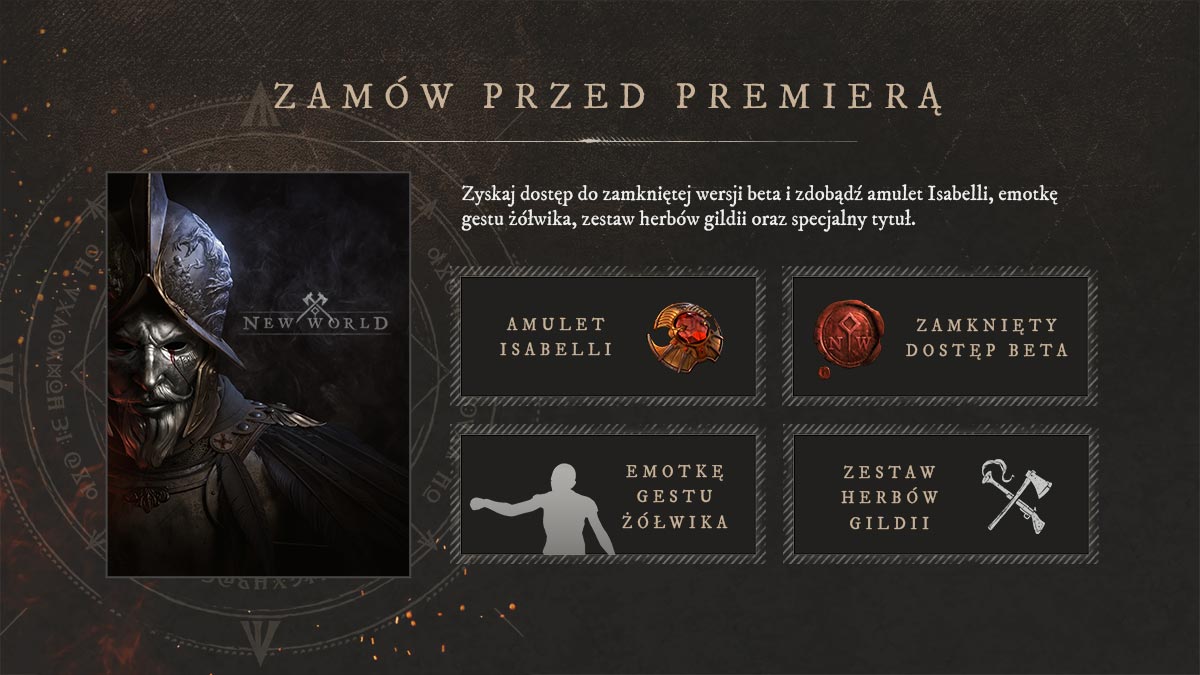 ZAMÓW PRZED PREMIERĄ
Zyskaj dostęp do zamkniętej wersji beta i zdobądź amulet Isabelli, emotkę
gestu żółwika, zestaw herbów gildii oraz specjalny tytuł.
NEW WORLD
AMULET
ISABELLI
N W
ZAMKNIĘTY
DOSTĘP BETA
EMOTKĘ
GESTU
ŻÓŁWIKA
ZESTAW
HERBÓW
GILDII